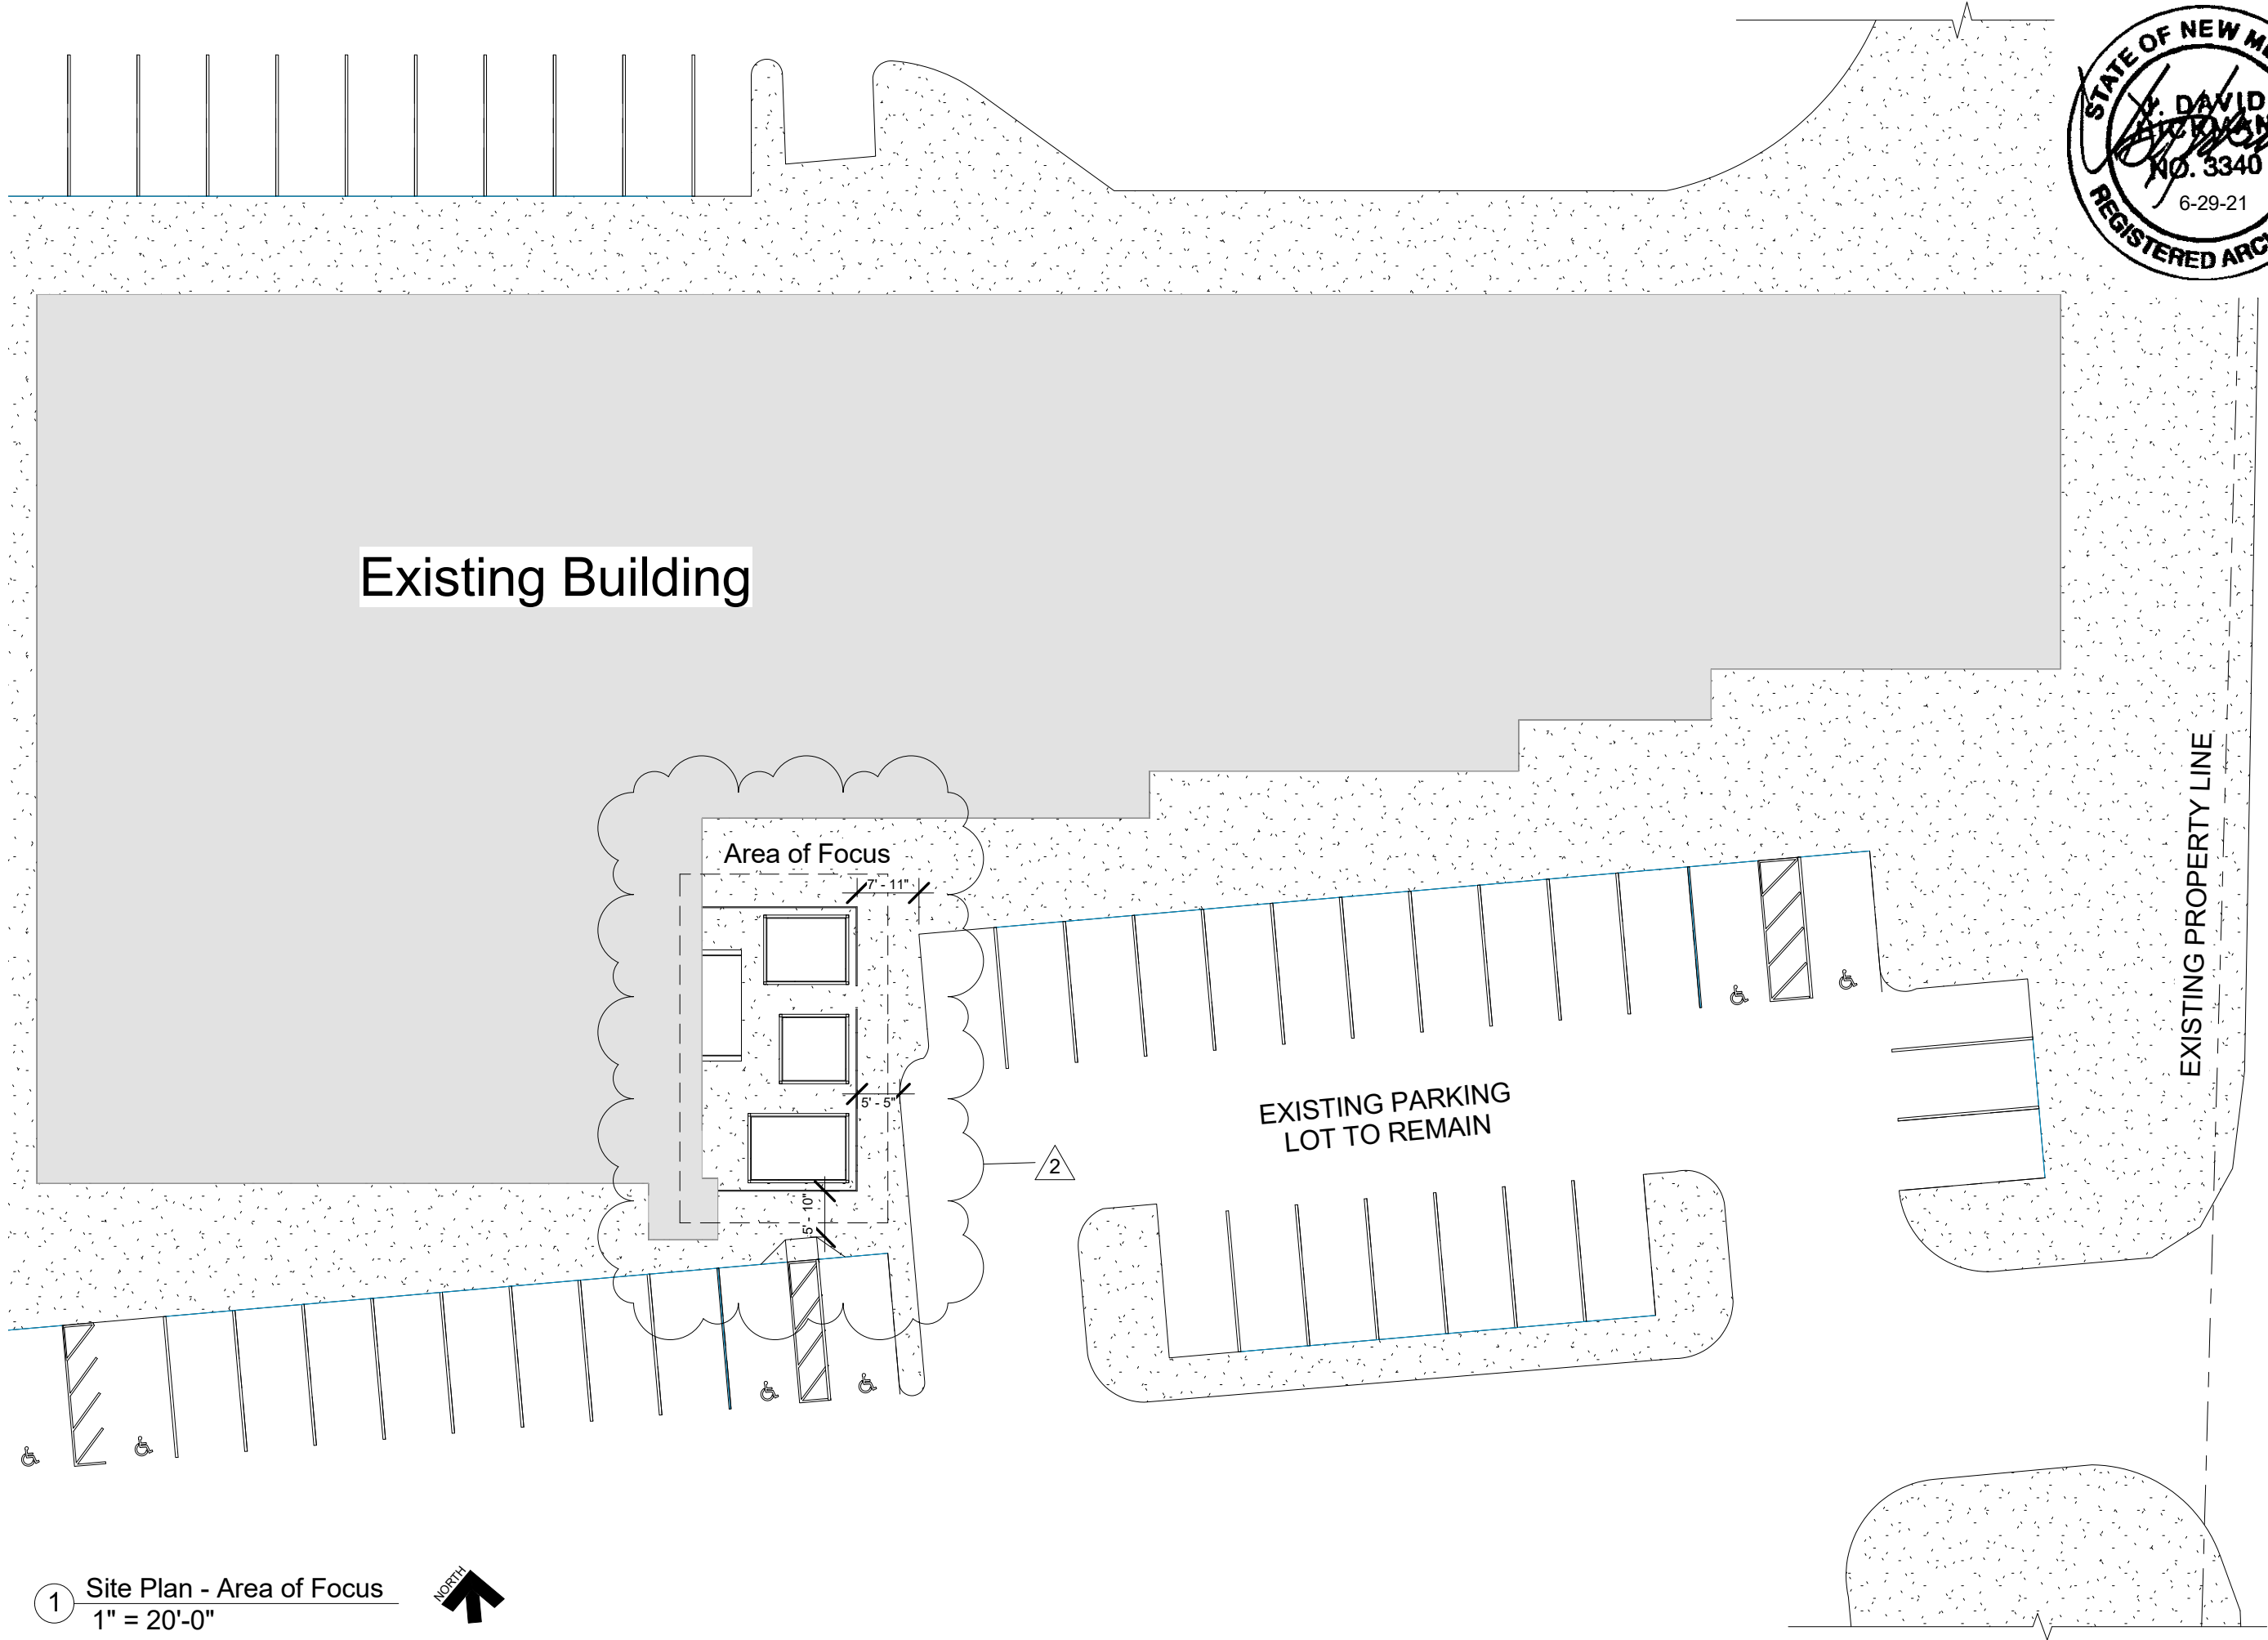 STATE OF NEW
DAVID
NO. 3340
6-29-21
REGISTERED
Existing Building
Area of Focus
7' - 11"
5' - 5"
5' - 10"
2
EXISTING PARKING
LOT TO REMAIN
EXISTING PROPERTY LINE
1
Site Plan - Area of Focus
1" = 20'-0"
NORTH